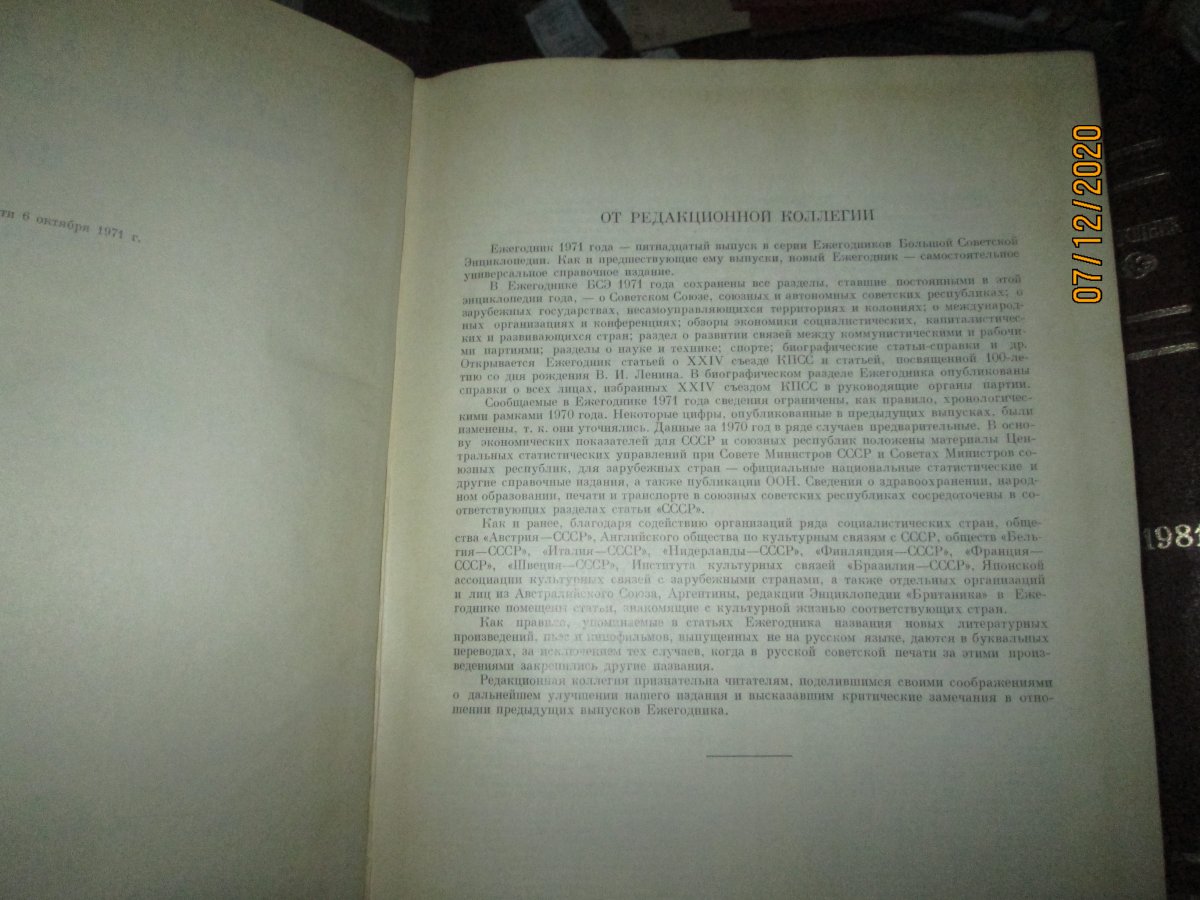 ти 6 октября 1971 г.
ОТ РЕДАКЦИОННОЙ КОЛЛЕГИИ
Ежегодник 1971 года — пятнадцатый выпуск в серии Ежегодников Большой Советской
Энциклопедии. Как и предшествующие ему выпуски, новый Ежегодник — самостоятельное
универсальное справочное издание.
В Ежегоднике БСЭ 1971 года сохранены все разделы, ставшие постоянными в этой
энциклопедии года, — о Советском Союзе, союзных и автономных советских республиках; о
зарубежных государствах, несамоуправляющихся территориях и колониях; о международ-
ных организациях и конференциях; обзоры экономики социалистических, капиталистичес-
ких и развивающихся стран; раздел о развитии связей между коммунистическими и рабочи-
ми партиями; разделы о науке и технике; спорте; биографические статьи-справки и др.
Открывается Ежегодник статьей о XXIV съезде КПСС и статьей, посвященной 100-ле-
тию со дня рождения В. И. Ленина. В биографическом разделе Ежегодника опубликованы
справки о всех лицах, избранных XXIV съездом КПСС в руководящие органы партии.
Сообщаемые в Ежегоднике 1971 года сведения ограничены, как правило, хронологичес-
кими рамками 1970 года. Некоторые цифры, опубликованные в предыдущих выпусках, были
изменены, т. к. они уточнялись. Данные за 1970 год в ряде случаев предварительные. В осно-
ву экономических показателей для СССР и союзных республик положены материалы Цен-
тральных статистических управлений при Совете Министров СССР и Советах Министров со-
юзных республик, для зарубежных стран — официальные национальные статистические и
другие справочные издания, а также публикации ООН. Сведения о здравоохранении, народ-
ном образовании, печати и транспорте в союзных советских республиках сосредоточены в со-
ответствующих разделах статьи «СССР».
Как и ранее, благодаря содействию организаций ряда социалистических стран, обще-
ства «Австрия—СССР», Английского общества по культурным связям с СССР, обществ «Бель-
гия—СССР», «Италия—СССР», «Нидерланды—СССР», «Финляндия—СССР», «Франция—
СССР», «Швеция—СССР», Института культурных связей «Бразилия—СССР», Японской
ассоциации культурных связей с зарубежными странами, а также отдельных организаций
и лиц из Австралийского Союза, Аргентины, редакции Энциклопедии «Британика» в Еже-
годнике помещены статьи, знакомящие с культурной жизнью соответствующих стран.
Как правило, упоминаемые в статьях Ежегодника названия новых литературных
произведений, пьес и кинофильмов, выпущенных не на русском языке, даются в буквальных
переводах, за исключением тех случаев, когда в русской советской печати за этими произ-
ведениями закрепились другие названия.
Редакционная коллегия признательна читателям, поделившимся своими соображениями
о дальнейшем улучшении нашего издания и высказавшим критические замечания в отно-
шении предыдущих выпусков Ежегодника.
07/12/2020
1981